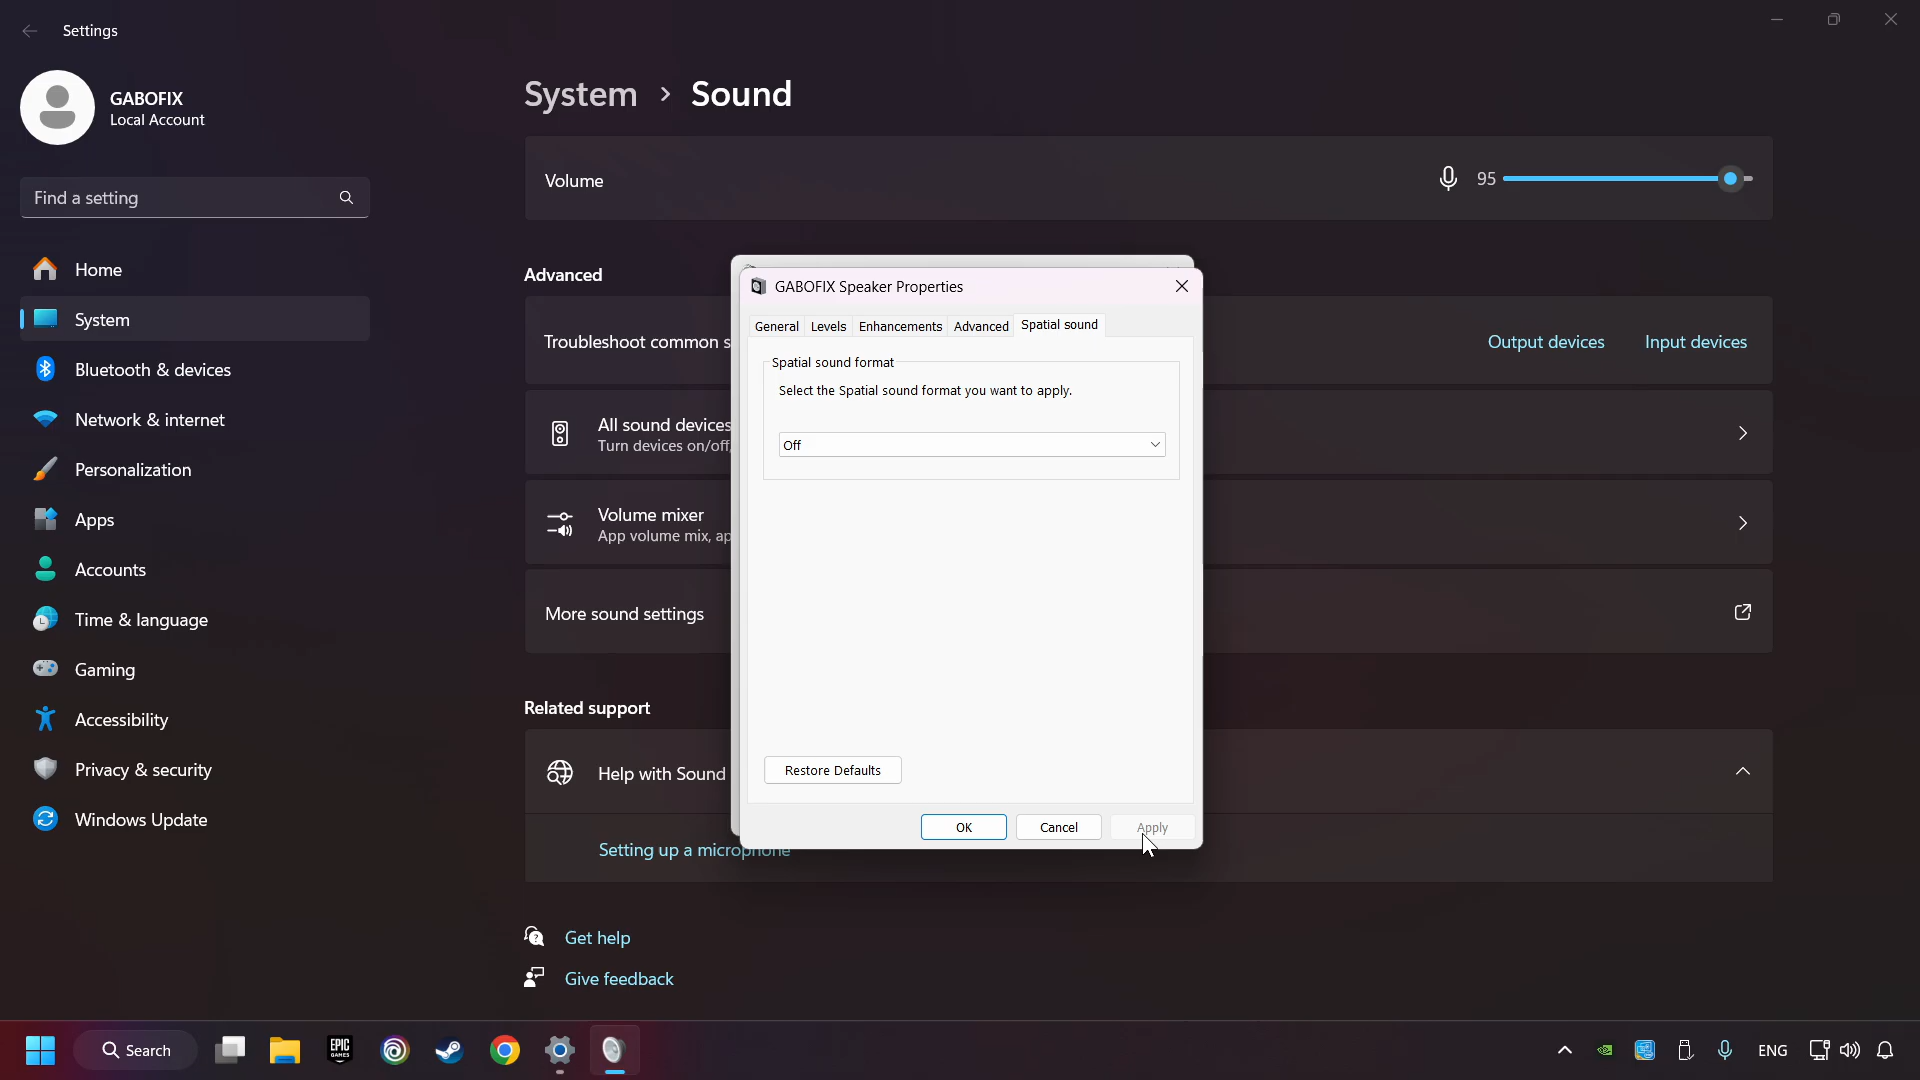 Settings
GABOFIX
Local Account
Find a setting
Home
System
Bluetooth & devices
Network & internet
Personalization
Apps
Accounts
Time & language
Gaming
Accessibility
Privacy & security
Windows Update
System > Sound
Volume
95
Advanced
Troubleshoot common s
Output devices
Input devices
All sound devices
Turn devices on/off,
Volume mixer
App volume mix, ap
More sound settings
Related support
Help with Sound
Setting up a microphone
Get help
Give feedback
GABOFIX Speaker Properties
General
Levels
Enhancements
Advanced
Spatial sound
Spatial sound format
Select the Spatial sound format you want to apply.
Off
Restore Defaults
OK
Cancel
Apply
Search
EPIC
GAMES
ENG